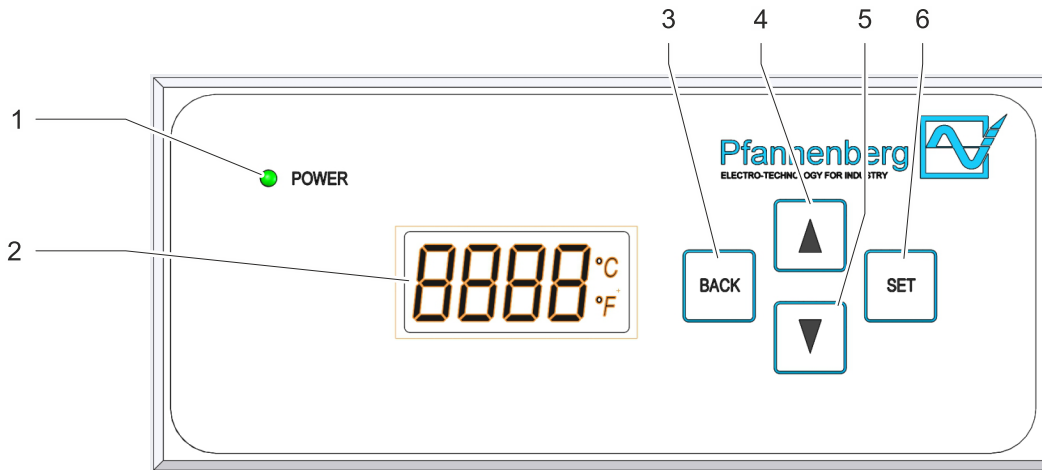 3 4 5 6
1
POWER
Pfannenberg
ELECTRO-TECHNOLOGY FOR INDUSTRY
2
8888 °C
°F
BACK
▲
SET
▼